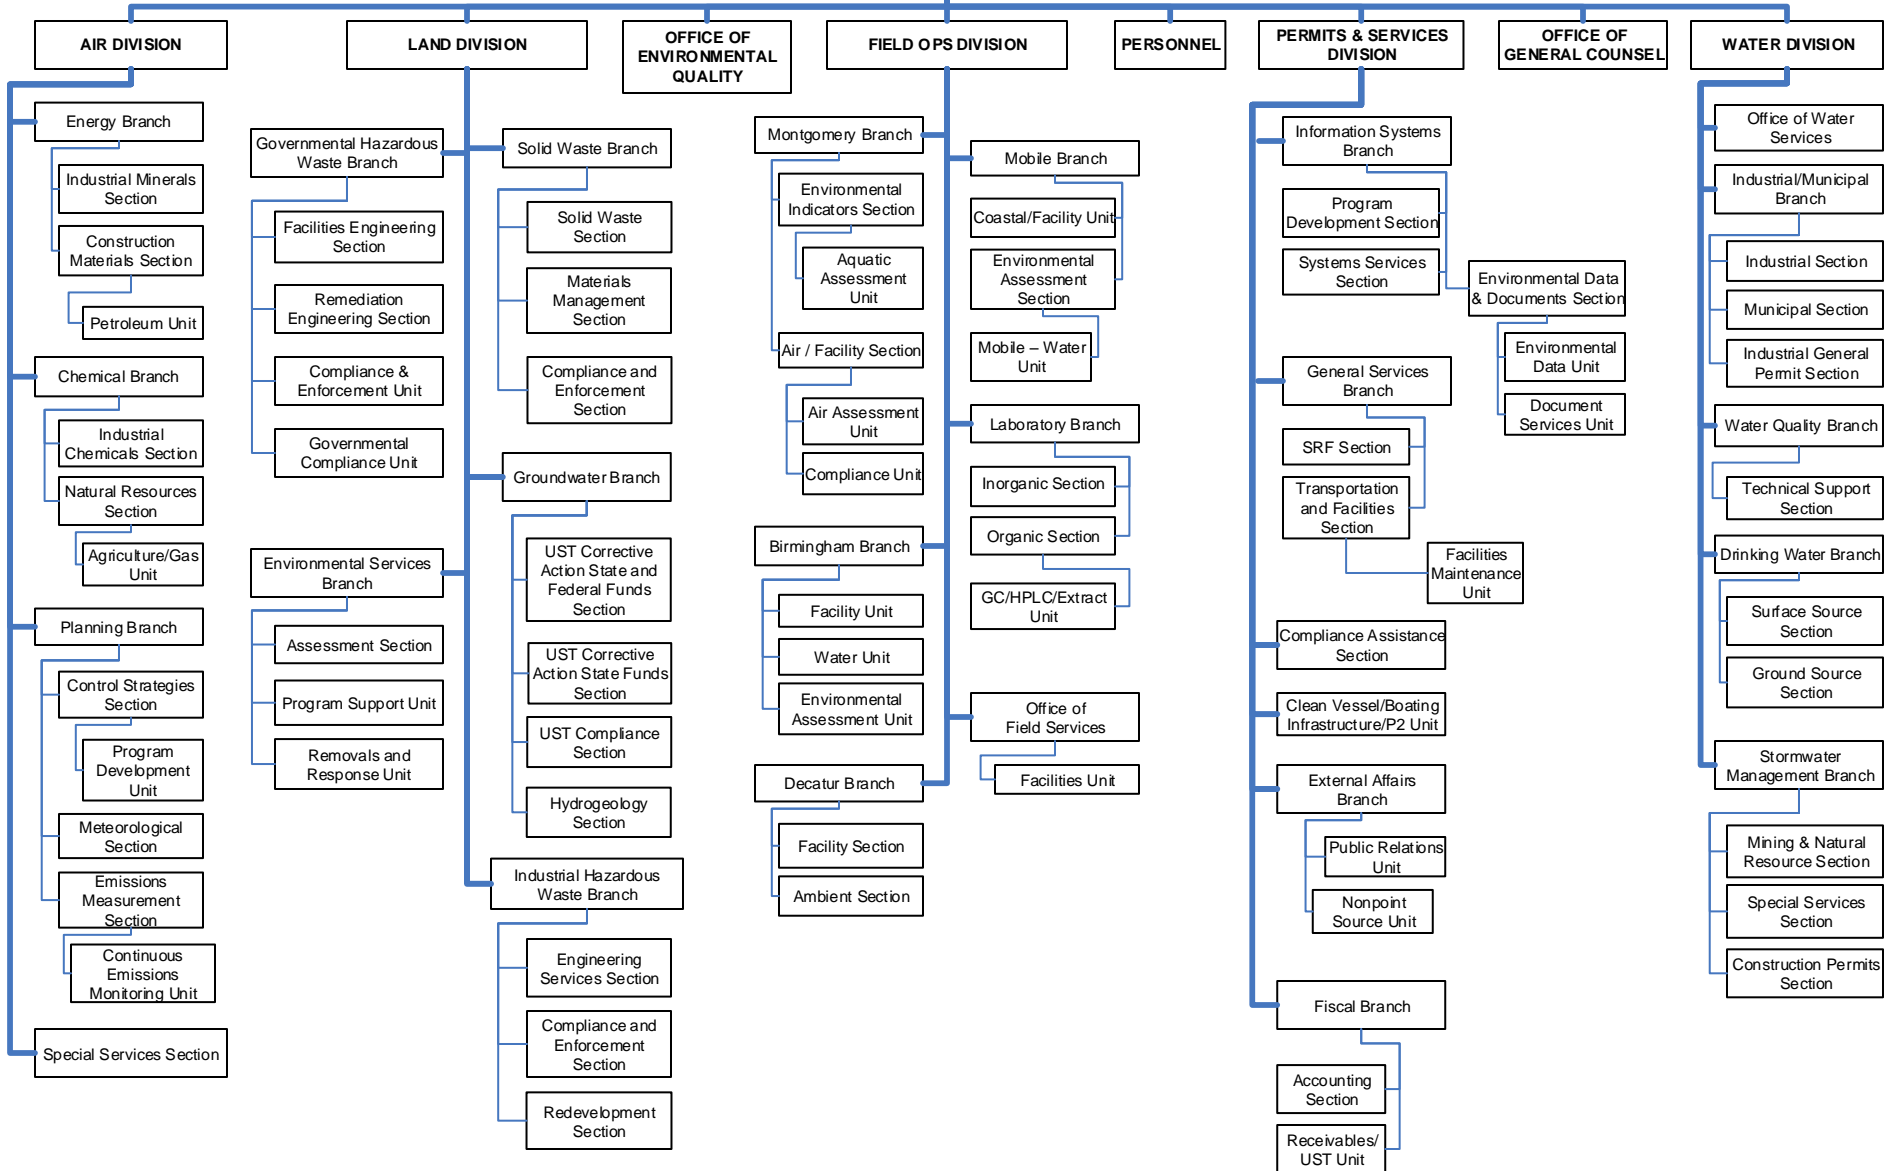 AIR DIVISION
LAND DIVISION
OFFICE OF
ENVIRONMENTAL
QUALITY
FIELD OPS DIVISION
PERSONNEL
PERMITS & SERVICES
DIVISION
OFFICE OF
GENERAL COUNSEL
WATER DIVISION
Energy Branch
Industrial Minerals
Section
Construction
Materials Section
Petroleum Unit
Chemical Branch
Industrial
Chemicals Section
Natural Resources
Section
Agriculture/Gas
Unit
Planning Branch
Control Strategies
Section
Program
Development
Unit
Meteorological
Section
Emissions
Measurement
Section
Continuous
Emissions
Monitoring Unit
Special Services Section
Governmental Hazardous
Waste Branch
Facilities Engineering
Section
Remediation
Engineering Section
Compliance &
Enforcement Unit
Governmental
Compliance Unit
Environmental Services
Branch
Assessment Section
Program Support Unit
Removals and
Response Unit
Solid Waste Branch
Solid Waste
Section
Materials
Management
Section
Compliance and
Enforcement
Section
Groundwater Branch
UST Corrective
Action State and
Federal Funds
Section
UST Corrective
Action State Funds
Section
UST Compliance
Section
Hydrogeology
Section
Industrial Hazardous
Waste Branch
Engineering
Services Section
Compliance and
Enforcement
Section
Redevelopment
Section
Montgomery Branch
Environmental
Indicators Section
Aquatic
Assessment
Unit
Air / Facility Section
Air Assessment
Unit
Compliance Unit
Birmingham Branch
Facility Unit
Water Unit
Environmental
Assessment Unit
Decatur Branch
Facility Section
Ambient Section
Mobile Branch
Coastal/Facility Unit
Environmental
Assessment
Section
Mobile – Water
Unit
Laboratory Branch
Inorganic Section
Organic Section
GC/HPLC/Extract
Unit
Office of
Field Services
Facilities Unit
Information Systems
Branch
Program
Development Section
Systems Services
Section
Environmental Data
& Documents Section
Environmental
Data Unit
Document
Services Unit
General Services
Branch
SRF Section
Transportation
and Facilities
Section
Facilities
Maintenance
Unit
Compliance Assistance
Section
Clean Vessel/Boating
Infrastructure/P2 Unit
External Affairs
Branch
Public Relations
Unit
Nonpoint
Source Unit
Fiscal Branch
Accounting
Section
Receivables/
UST Unit
Office of Water
Services
Industrial/Municipal
Branch
Industrial Section
Municipal Section
Industrial General
Permit Section
Water Quality Branch
Technical Support
Section
Drinking Water Branch
Surface Source
Section
Ground Source
Section
Stormwater
Management Branch
Mining & Natural
Resource Section
Special Services
Section
Construction Permits
Section